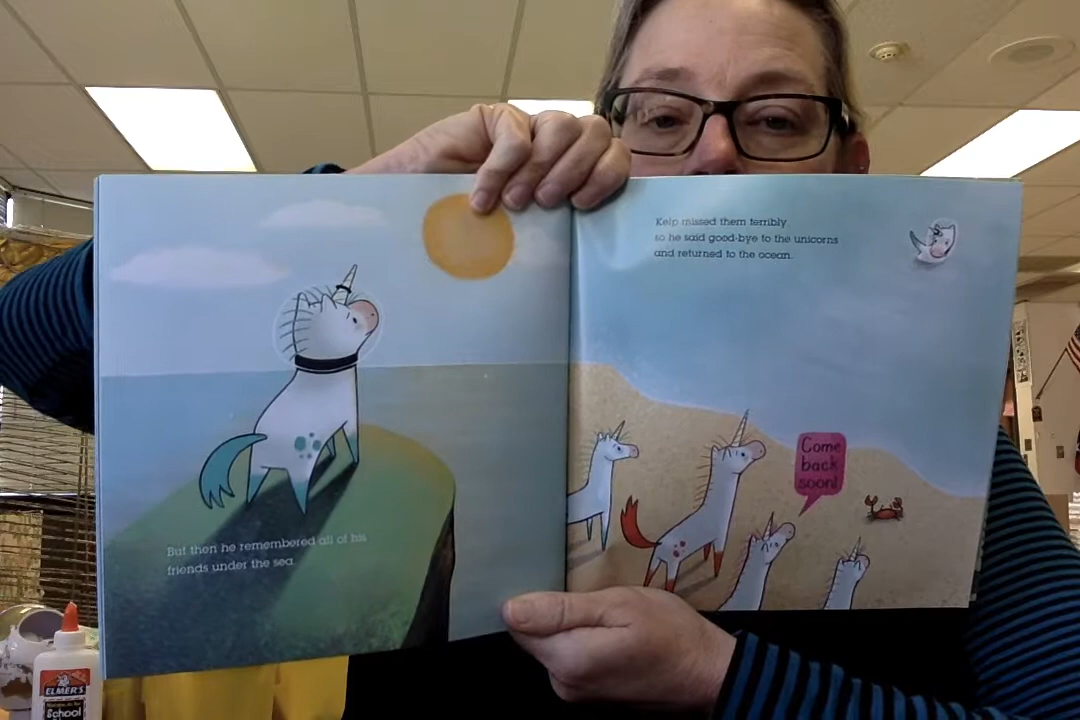 But then he remembered all of his
friends under the sea.
Kelp missed them terribly,
so he said good-bye to the unicorns
and returned to the ocean.
Come
back
soon!
ELMER'S
School